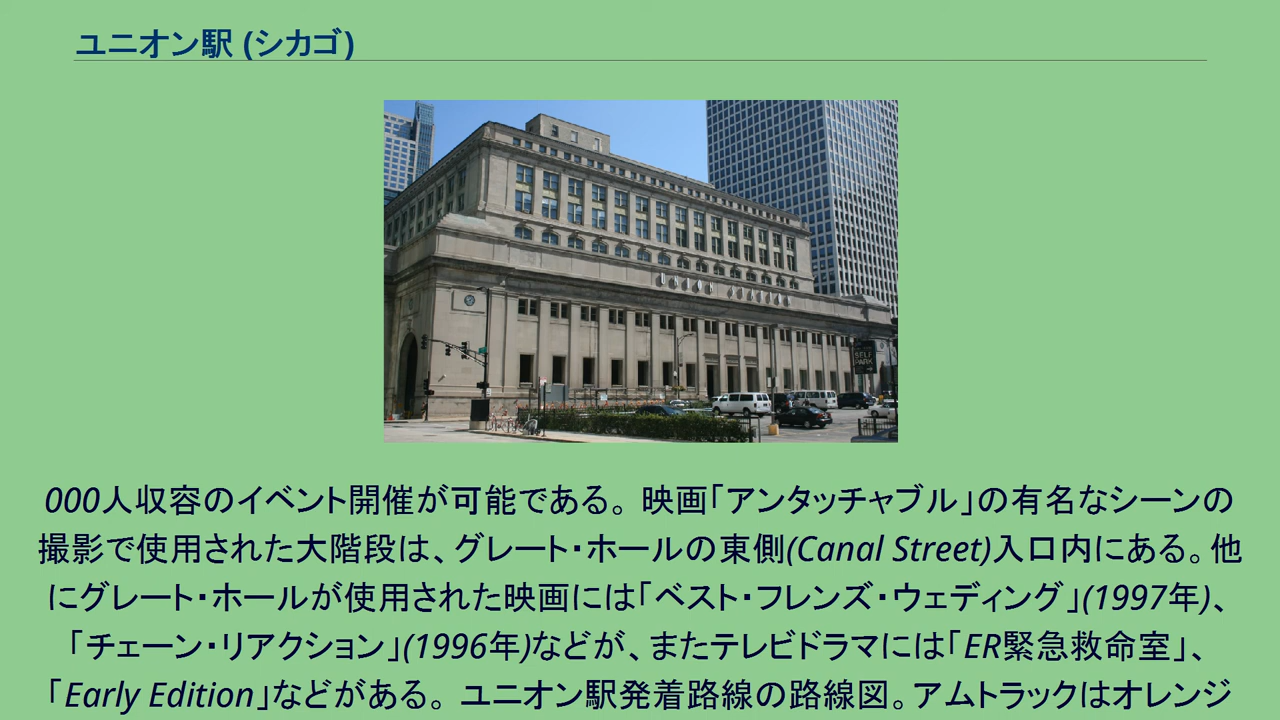 ユニオン駅 (シカゴ)
UNION STATION
SELF
PARK
000人収容のイベント開催が可能である。映画「アンタッチャブル」の有名なシーンの
撮影で使用された大階段は、グレート・ホールの東側(Canal Street)入口内にある。他
にグレート・ホールが使用された映画には「ベスト・フレンズ・ウェディング」(1997年)、
「チェーン・リアクション」(1996年)などが、またテレビドラマには「ER緊急救命室」、
「Early Edition」などがある。 ユニオン駅発着路線の路線図。アムトラックはオレンジ